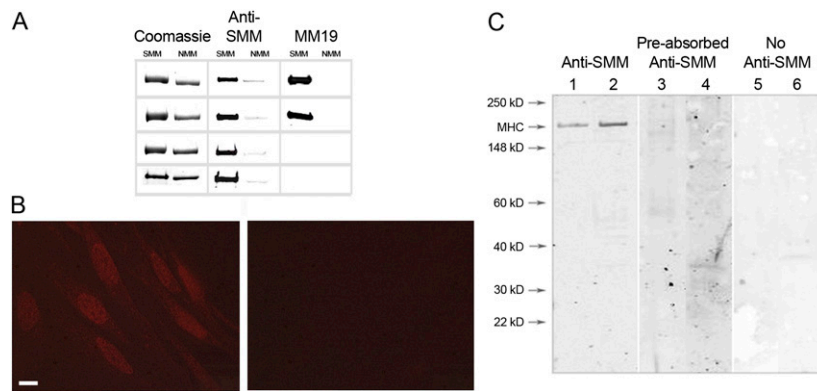 A
Coomassie
Anti-SMM
MM19
SMM NMM SMM NMM SMM NMM
B
C
Anti-SMM
Pre-absorbed Anti-SMM
No Anti-SMM
1 2 3 4 5 6
250 kD
MHC
148 kD
60 kD
40 kD
30 kD
22 kD